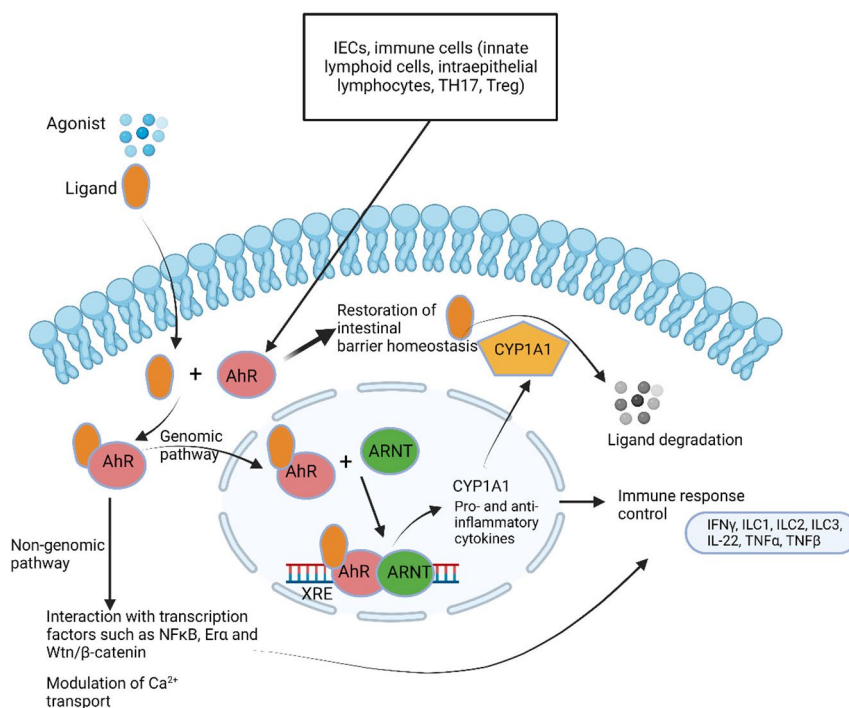 IECs, immune cells (innate
lymphoid cells, intraepithelial
lymphocytes, TH17, Treg)
Agonist
Ligand
Restoration of
intestinal
barrier homeostasis
CYP1A1
+
AhR
Ligand degradation
Genomic
pathway
AhR
AhR
+
ARNT
CYP1A1
Pro- and anti-
inflammatory
cytokines
Immune response
control
IFNγ, ILC1, ILC2, ILC3,
IL-22, TNFα, TNFβ
Non-genomic
pathway
AhR
ARNT
XRE
Interaction with transcription
factors such as NFκB, Erα and
Wtn/β-catenin
Modulation of Ca²⁺
transport